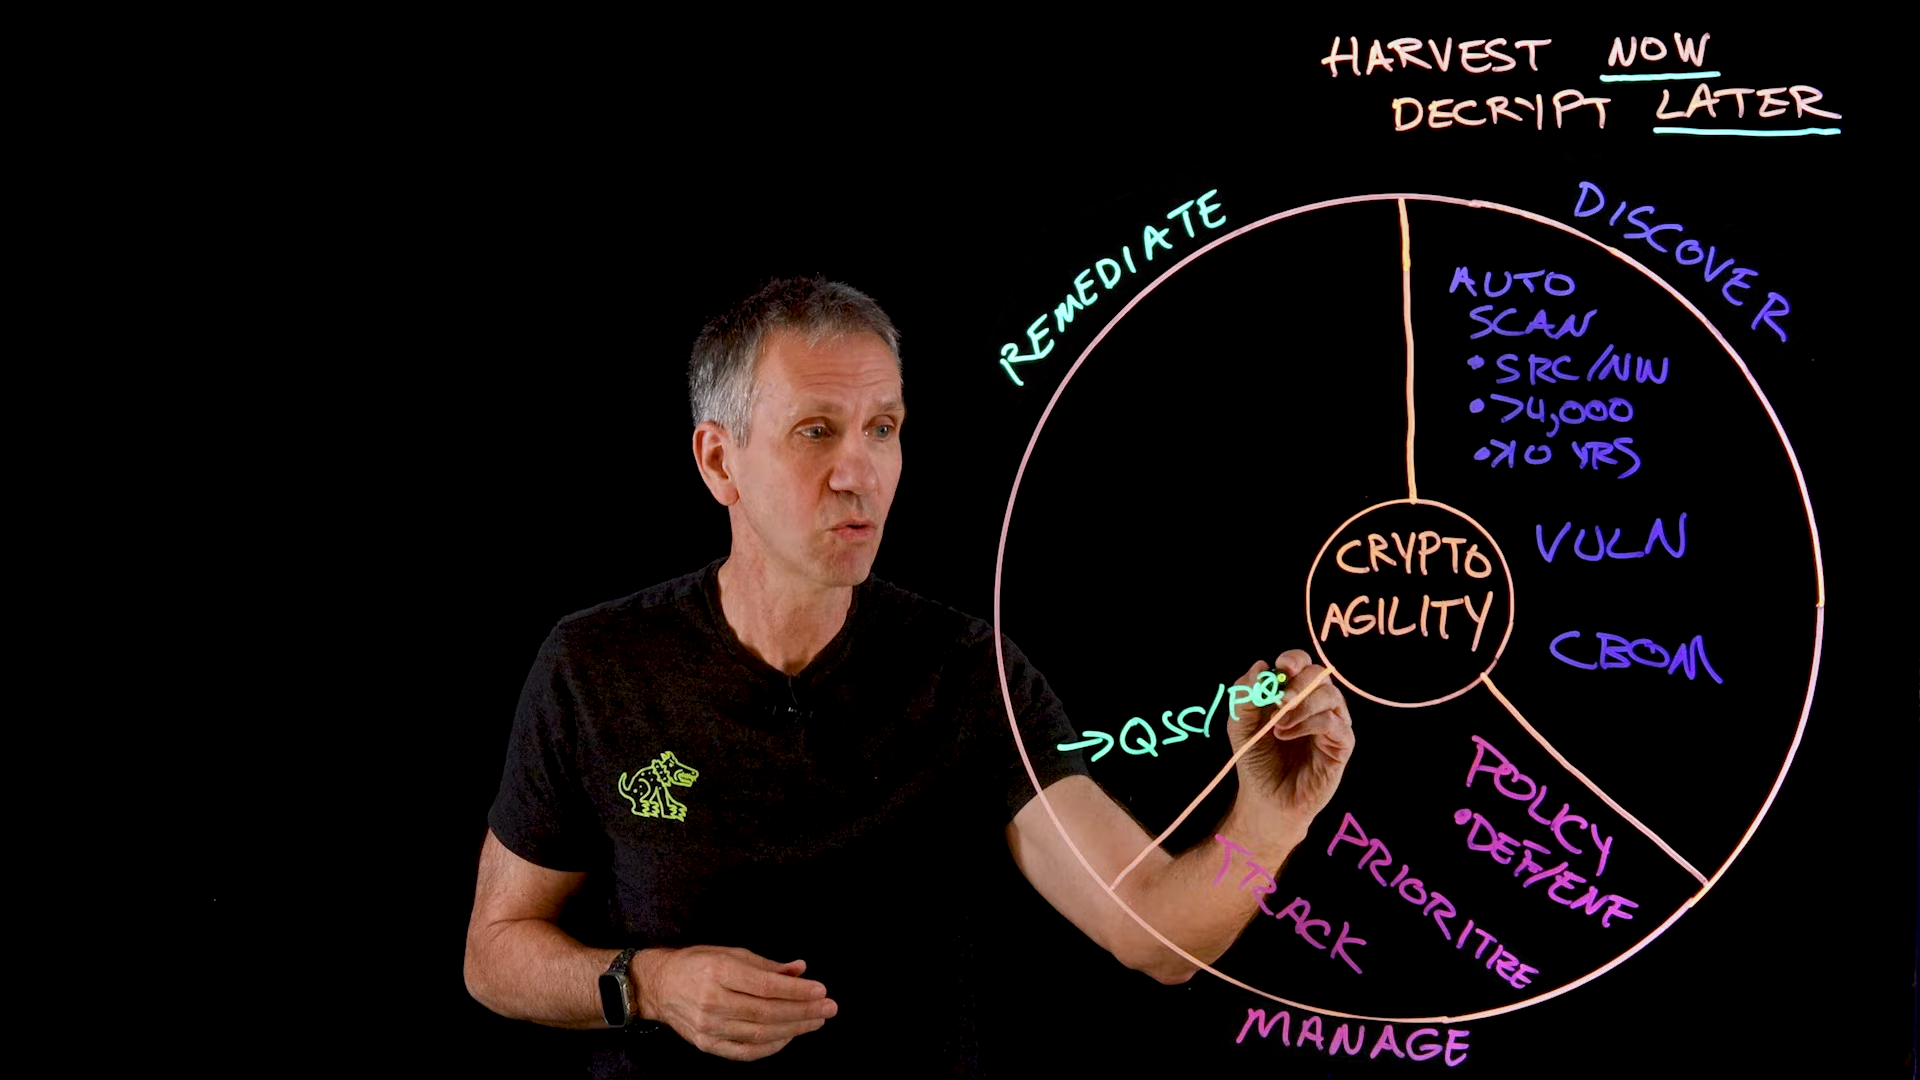 HARVEST NOW
DECRYPT LATER
REMEDIATE
DISCOVER
AUTO
SCAN
• SRC/NW
• >4,000
• >10 YRS
VULN
CBOM
CRYPTO
AGILITY
→ QSC/PQ
POLICY
• DEF/ENF
PRIORITIZE
TRACK
MANAGE